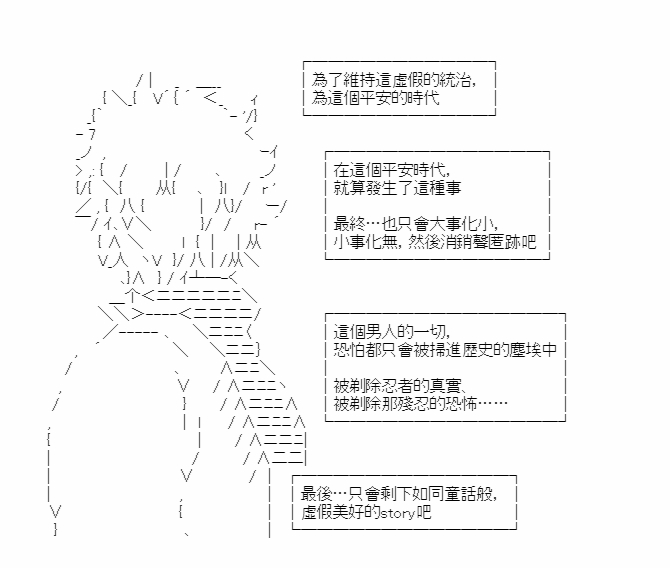 為了維持這虛假的統治,
為這個平安的時代
在這個平安時代,
就算發生了這種事
最終…也只會大事化小,
小事化無, 然後消銷聲匿跡吧
這個男人的一切,
恐怕都只會被掃進歷史的塵埃中
被剃除忍者的真實、
被剃除那殘忍的恐怖……
最後…只會剩下如同童話般,
虛假美好的story吧